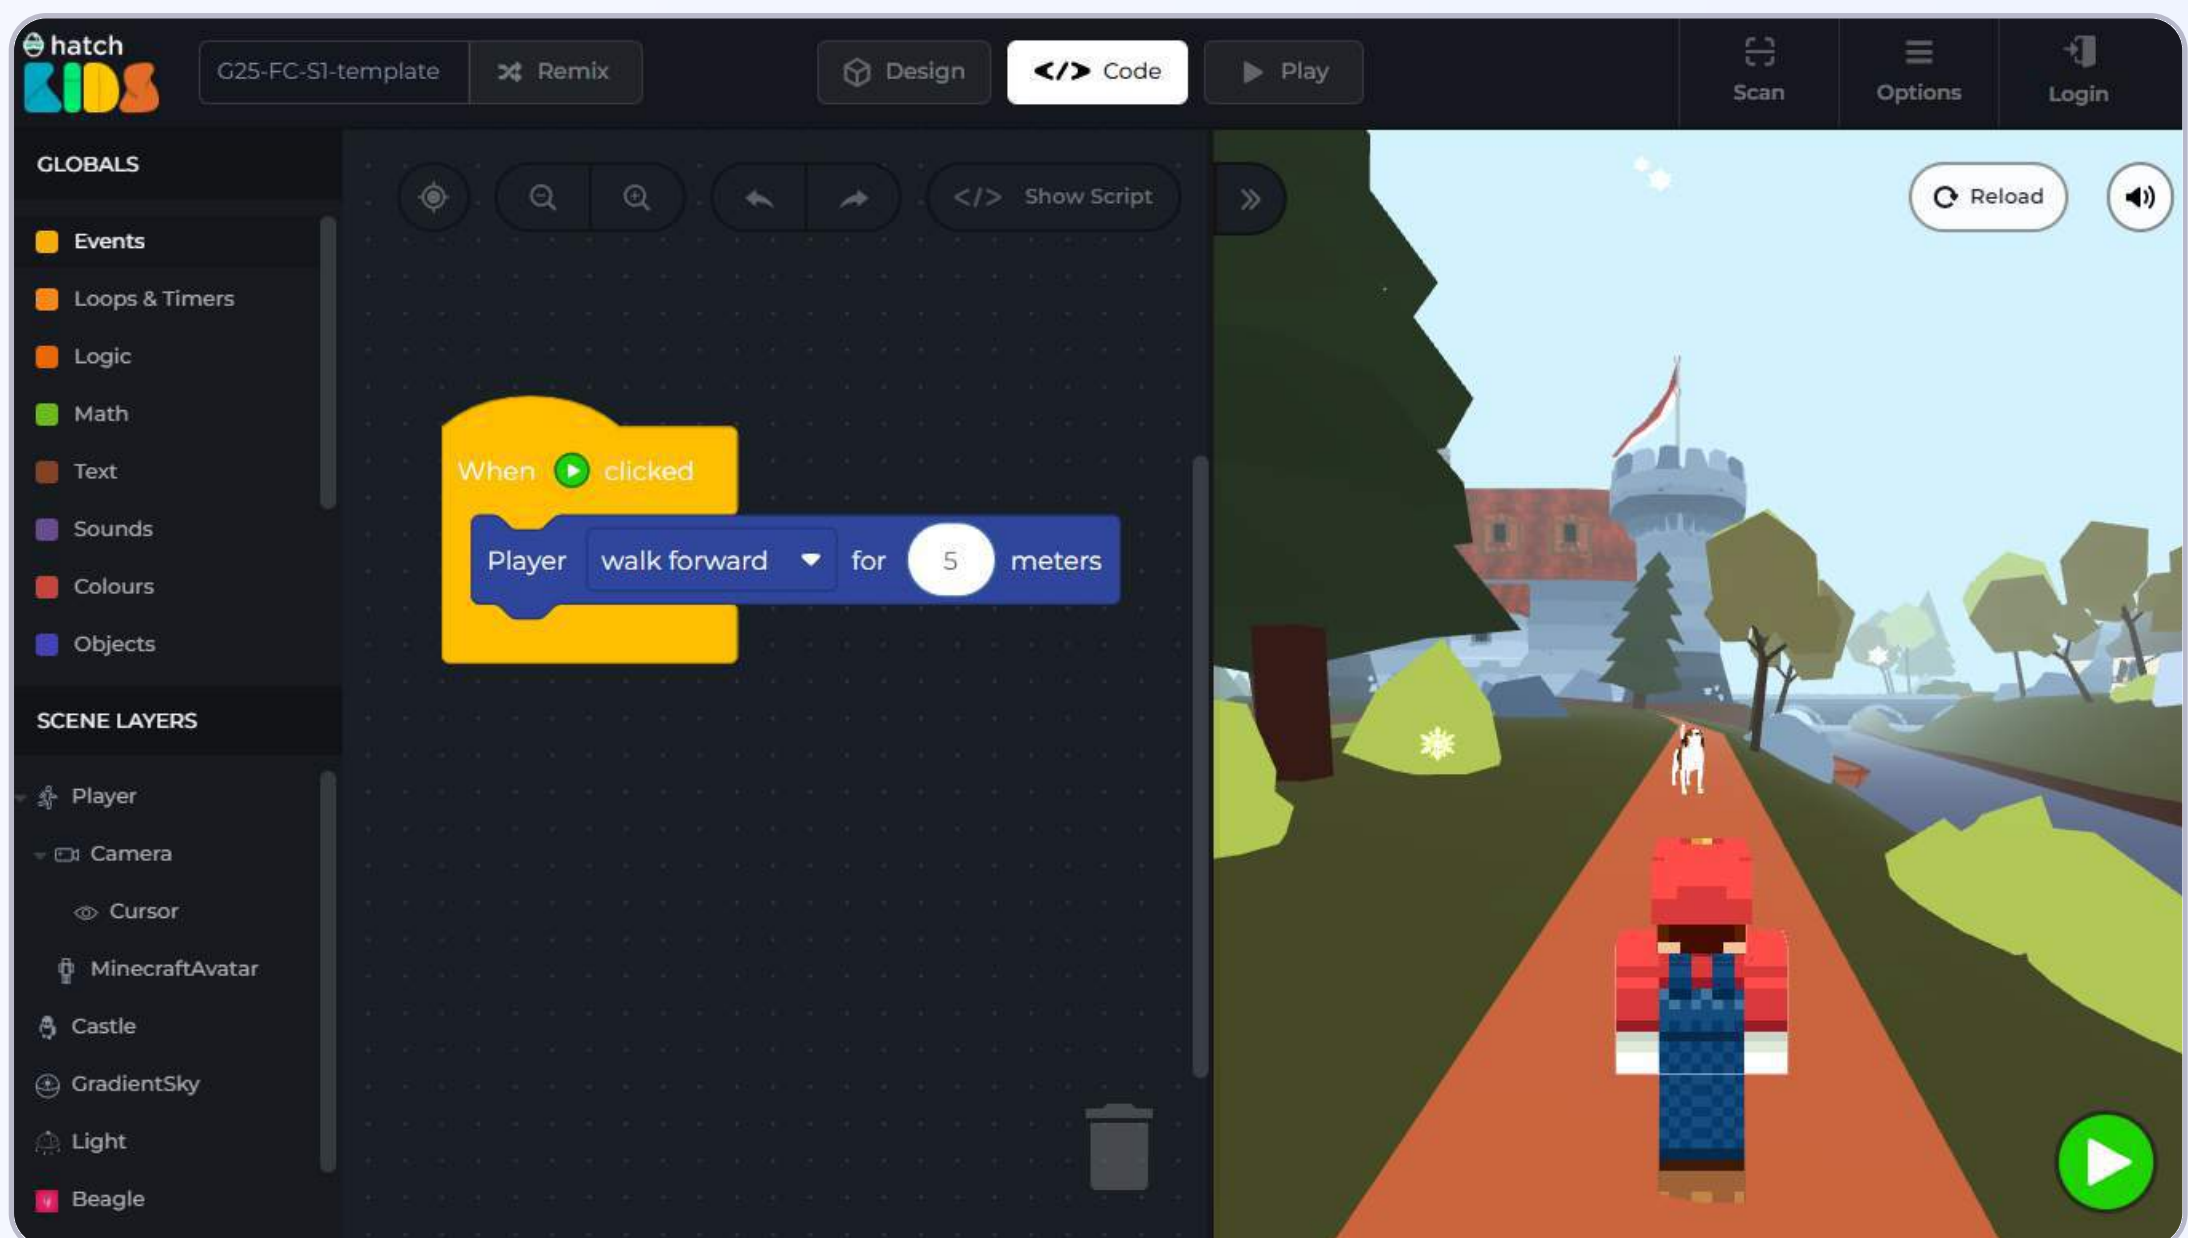 hatch
KIDS
G25-FC-S1-template
Remix
Design
</> Code
Play
Scan
Options
Login
GLOBALS
Events
Loops & Timers
Logic
Math
Text
Sounds
Colours
Objects
SCENE LAYERS
Player
Camera
Cursor
MinecraftAvatar
Castle
GradientSky
Light
Beagle
</> Show Script
When clicked
Player walk forward for 5 meters
Reload